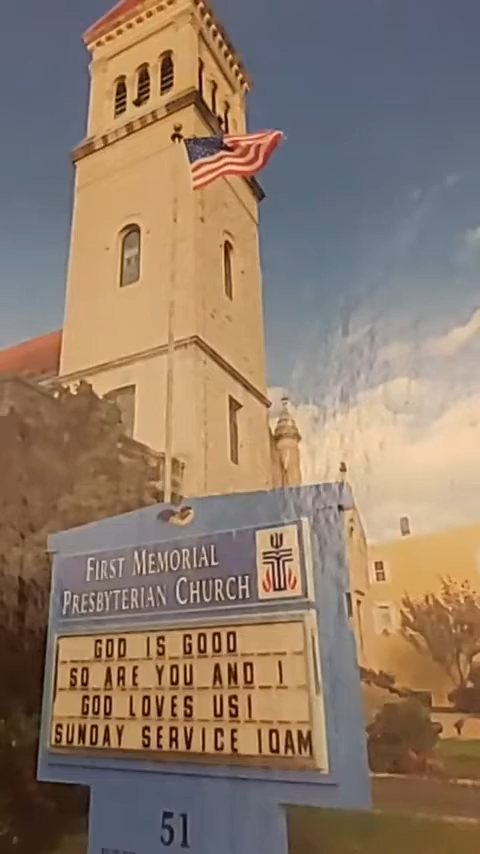 First Memorial
Presbyterian Church
GOD IS GOOD
SO ARE YOU AND I
GOD LOVES US!
SUNDAY SERVICE 10AM
51